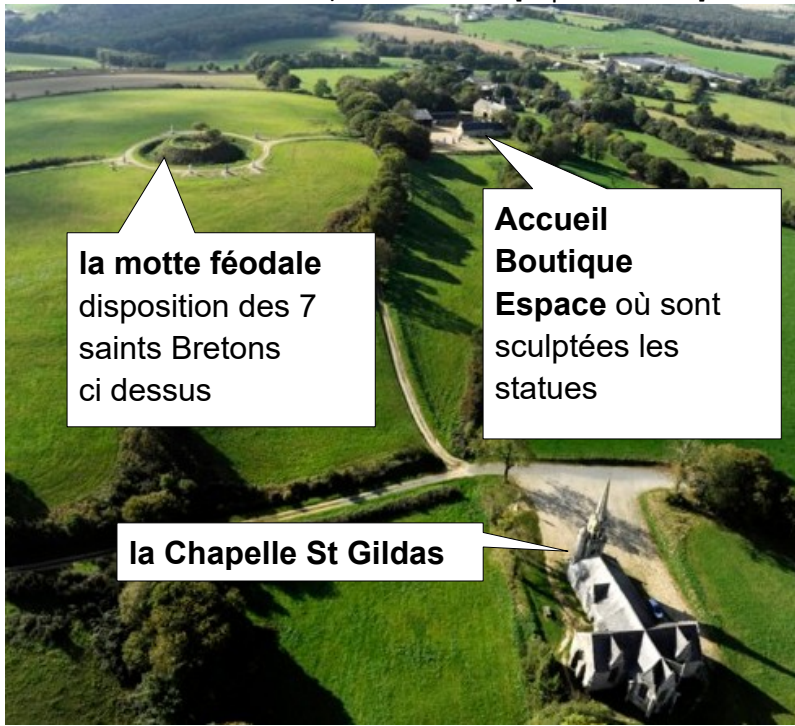 la motte féodale
disposition des 7
saints Bretons
ci dessus
Accueil
Boutique
Espace où sont
sculptées les
statues
la Chapelle St Gildas